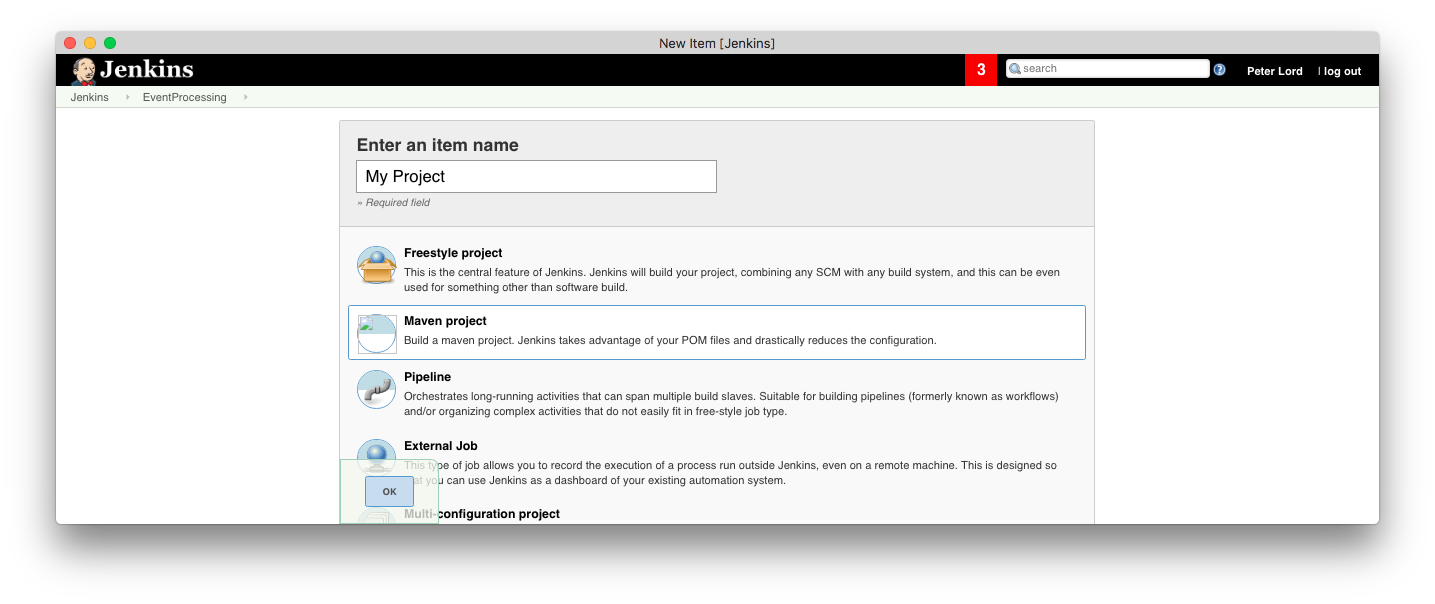 New Item [Jenkins]
Jenkins
3
search
?
Peter Lord
| log out
Jenkins
EventProcessing
Enter an item name
My Project
» Required field
Freestyle project
This is the central feature of Jenkins. Jenkins will build your project, combining any SCM with any build system, and this can be even
used for something other than software build.
Maven project
Build a maven project. Jenkins takes advantage of your POM files and drastically reduces the configuration.
Pipeline
Orchestrates long-running activities that can span multiple build slaves. Suitable for building pipelines (formerly known as workflows)
and/or organizing complex activities that do not easily fit in free-style job type.
External Job
This type of job allows you to record the execution of a process run outside Jenkins, even on a remote machine. This is designed so
that you can use Jenkins as a dashboard of your existing automation system.
OK
Multi-configuration project